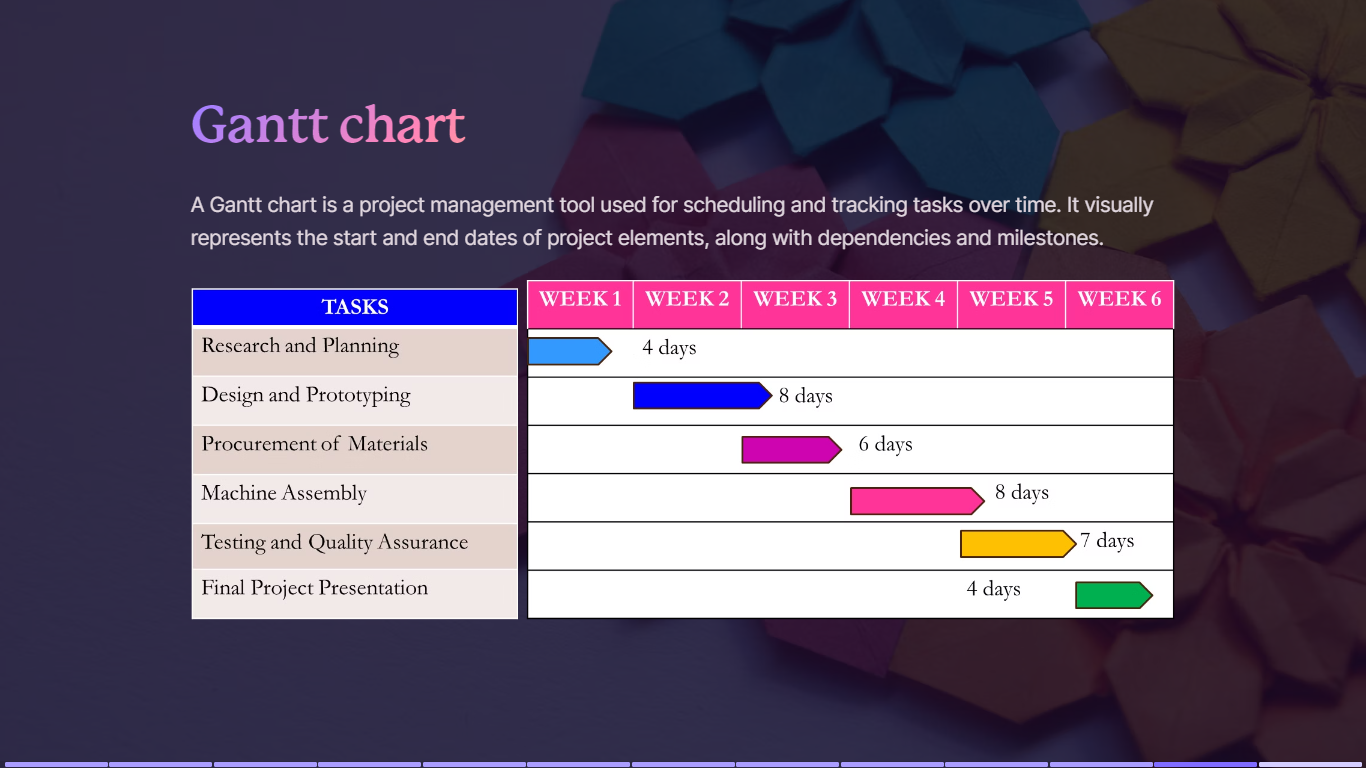 Gantt chart
A Gantt chart is a project management tool used for scheduling and tracking tasks over time. It visually
represents the start and end dates of project elements, along with dependencies and milestones.
TASKS WEEK 1 WEEK 2 WEEK 3 WEEK 4 WEEK 5 WEEK 6
Research and Planning 4 days
Design and Prototyping 8 days
Procurement of Materials 6 days
Machine Assembly 8 days
Testing and Quality Assurance 7 days
Final Project Presentation 4 days